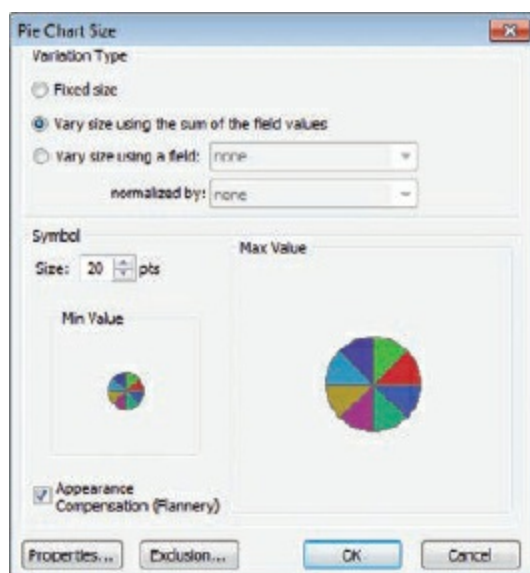 Pie Chart Size
Variation Type
Fixed size
Vary size using the sum of the field values
Vary size using a field: none
normalized by: none
Symbol
Size: 20 pts
Max Value
Min Value
Appearance
Compensation (Flannery)
Properties... Exclusion... OK Cancel